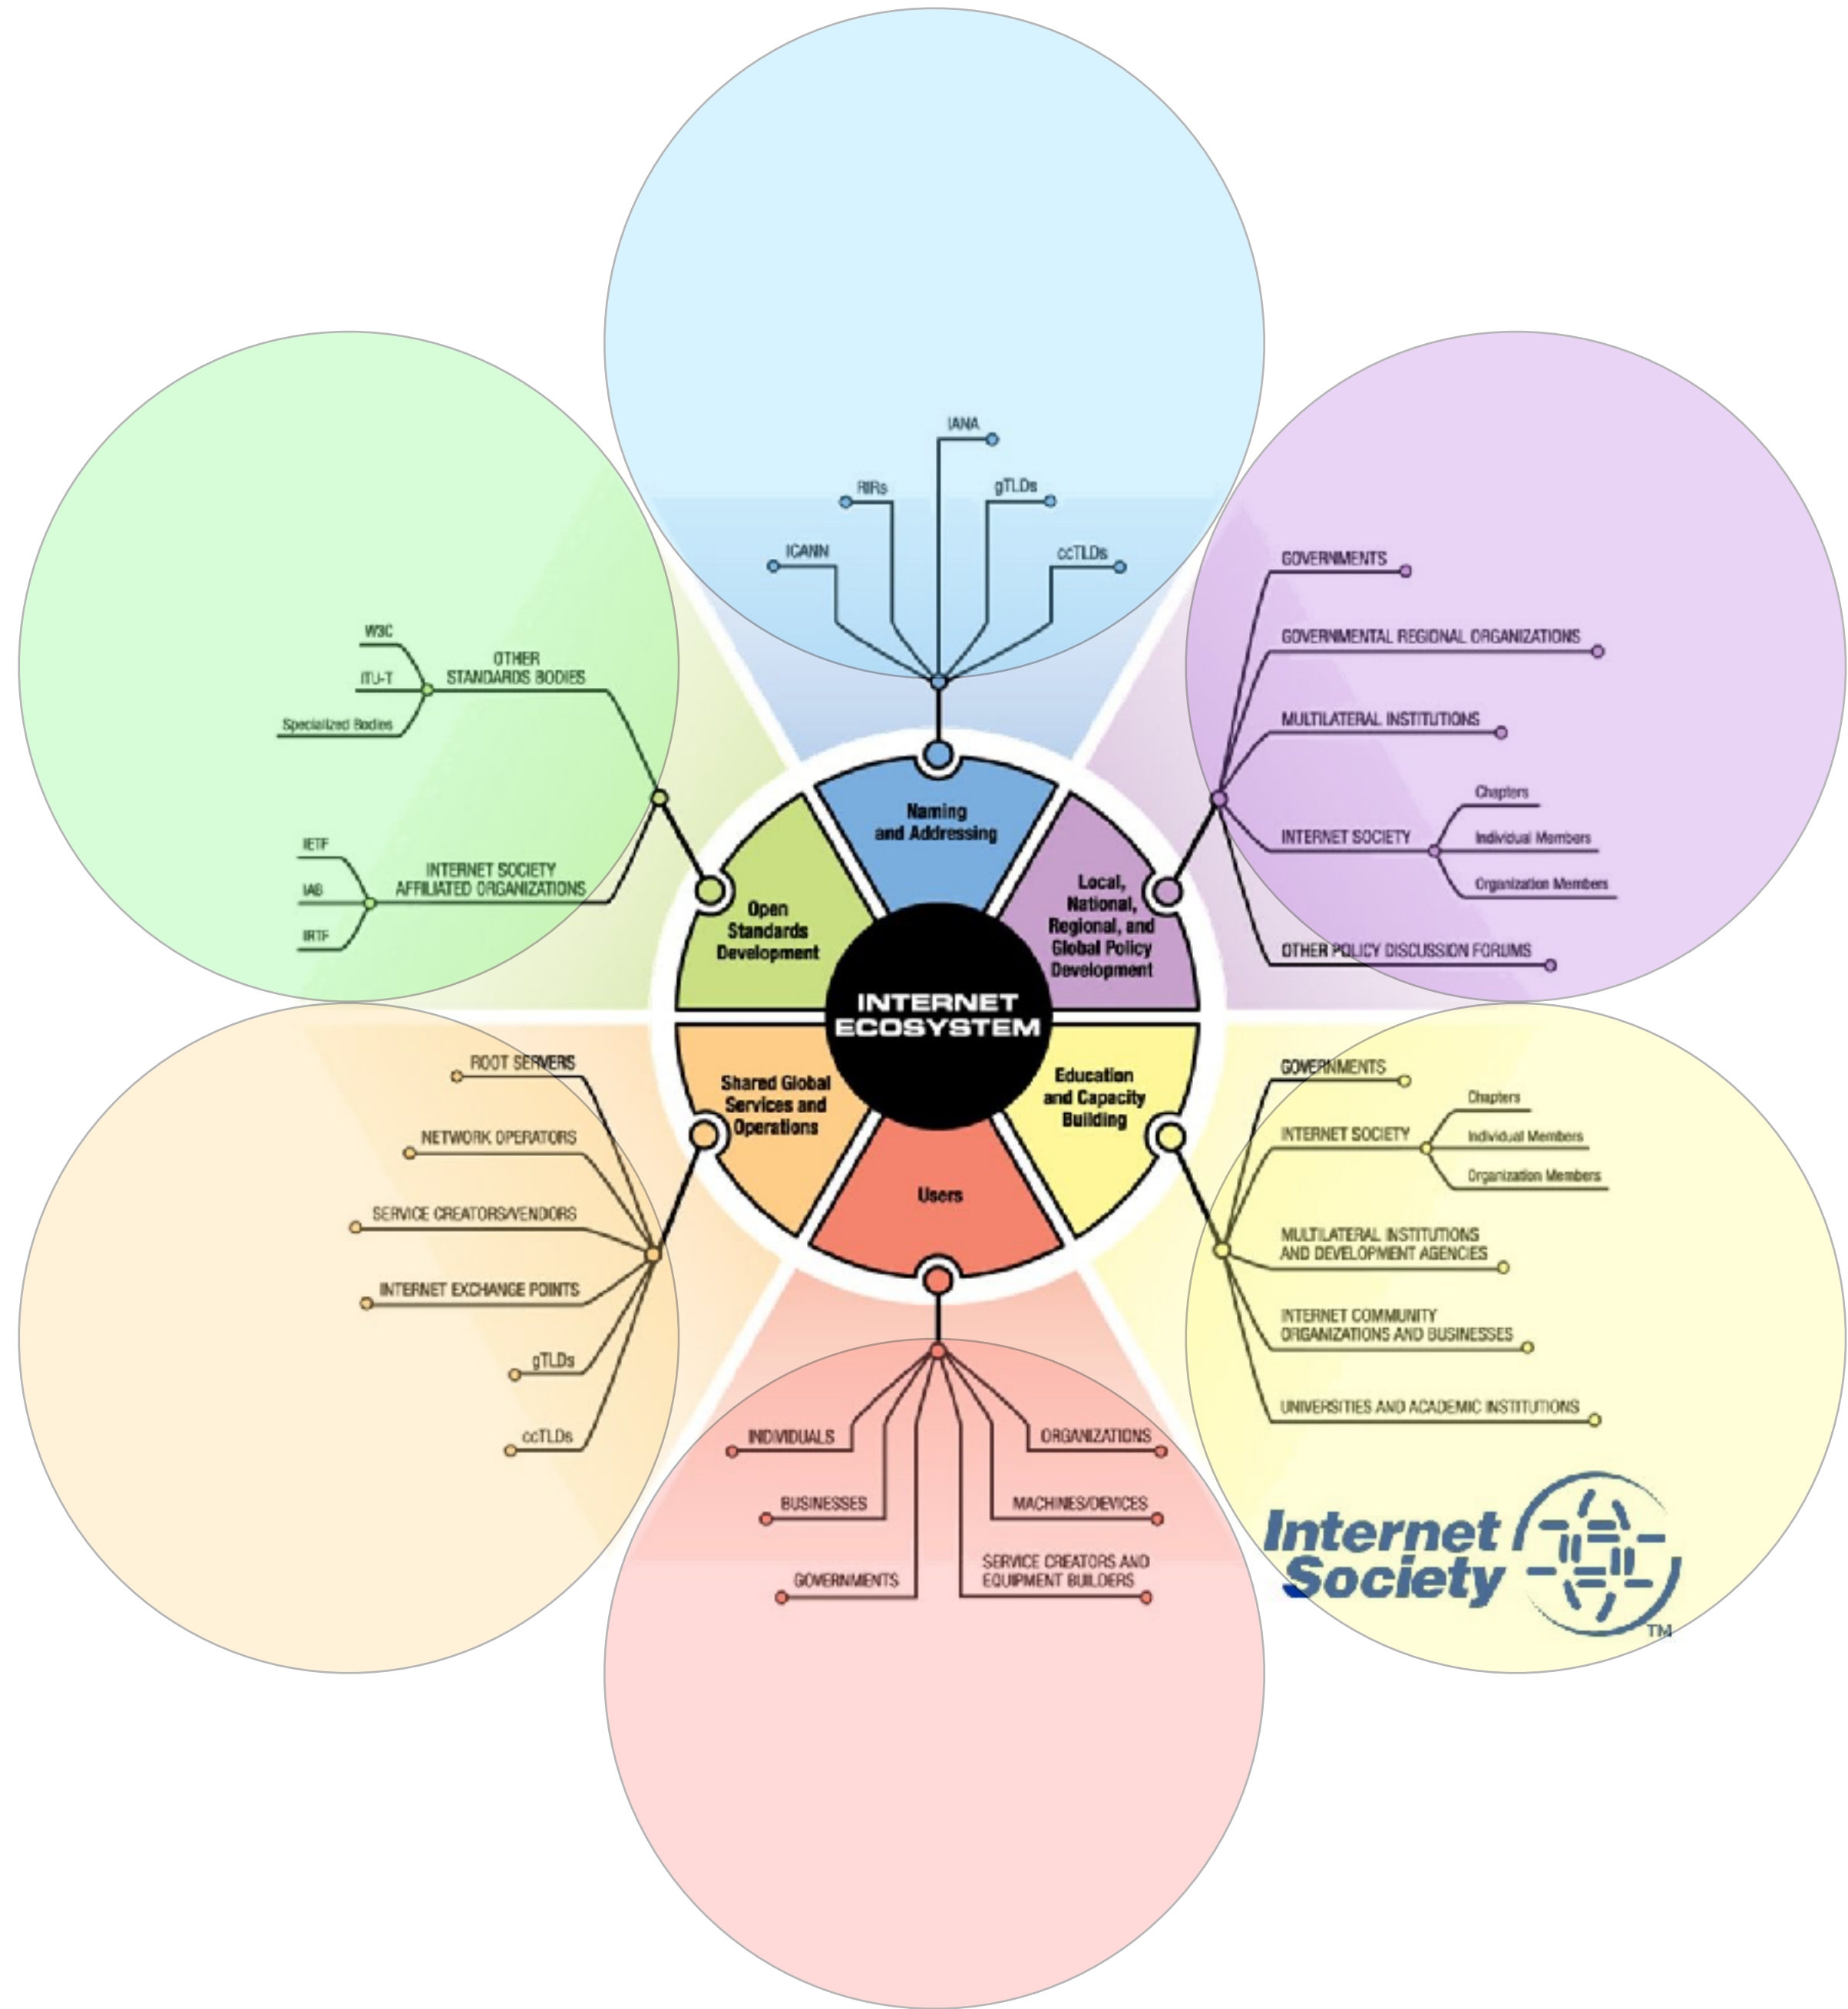 IANA
RIRs
gTLDs
ICANN
ccTLDs
W3C
OTHER
STANDARDS BODIES
ITU-T
Specialized Bodies
IETF
INTERNET SOCIETY
AFFILIATED ORGANIZATIONS
IAB
IRTF
GOVERNMENTS
GOVERNMENTAL REGIONAL ORGANIZATIONS
MULTILATERAL INSTITUTIONS
Chapters
INTERNET SOCIETY
Individual Members
Organization Members
OTHER POLICY DISCUSSION FORUMS
Naming
and Addressing
Open
Standards
Development
Local,
National,
Regional, and
Global Policy
Development
INTERNET
ECOSYSTEM
Shared Global
Services and
Operations
Education
and Capacity
Building
Users
ROOT SERVERS
NETWORK OPERATORS
SERVICE CREATORS/VENDORS
INTERNET EXCHANGE POINTS
gTLDs
ccTLDs
GOVERNMENTS
Chapters
INTERNET SOCIETY
Individual Members
Organization Members
MULTILATERAL INSTITUTIONS
AND DEVELOPMENT AGENCIES
INTERNET COMMUNITY
ORGANIZATIONS AND BUSINESSES
UNIVERSITIES AND ACADEMIC INSTITUTIONS
INDIVIDUALS
ORGANIZATIONS
BUSINESSES
MACHINES/DEVICES
GOVERNMENTS
SERVICE CREATORS AND
EQUIPMENT BUILDERS
Internet
Society
TM